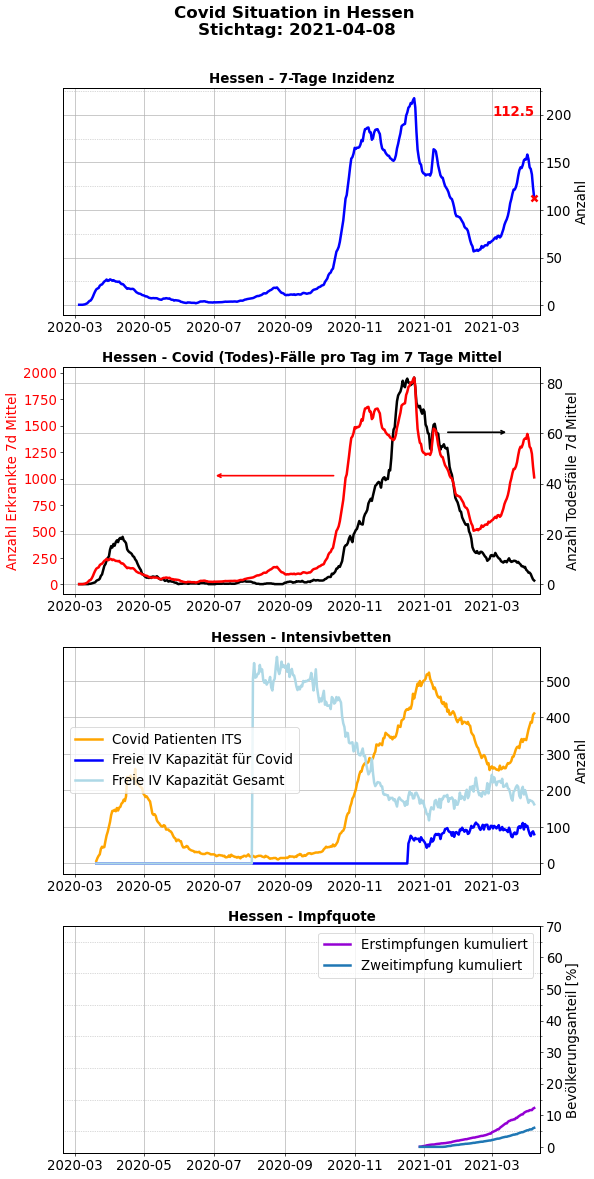 Covid Situation in Hessen
Stichtag: 2021-04-08
Hessen - 7-Tage Inzidenz
112.5
200
150
100
50
0
Anzahl
2020-03 2020-05 2020-07 2020-09 2020-11 2021-01 2021-03
Hessen - Covid (Todes)-Fälle pro Tag im 7 Tage Mittel
Anzahl Erkrankte 7d Mittel
2000
1750
1500
1250
1000
750
500
250
0
80
60
40
20
0
Anzahl Todesfälle 7d Mittel
2020-03 2020-05 2020-07 2020-09 2020-11 2021-01 2021-03
Hessen - Intensivbetten
Covid Patienten ITS
Freie IV Kapazität für Covid
Freie IV Kapazität Gesamt
500
400
300
200
100
0
Anzahl
2020-03 2020-05 2020-07 2020-09 2020-11 2021-01 2021-03
Hessen - Impfquote
Erstimpfungen kumuliert
Zweitimpfung kumuliert
70
60
50
40
30
20
10
0
Bevölkerungsanteil [%]
2020-03 2020-05 2020-07 2020-09 2020-11 2021-01 2021-03